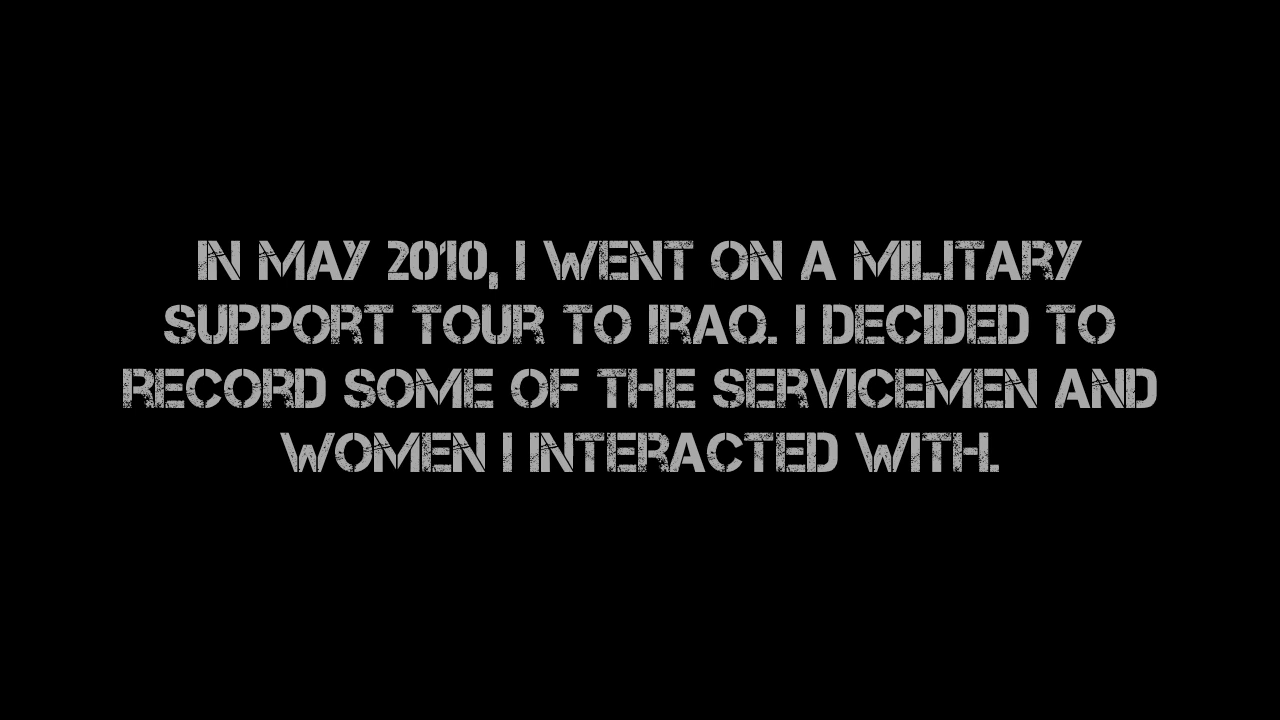 IN MAY 2010, I WENT ON A MILITARY
SUPPORT TOUR TO IRAQ. I DECIDED TO
RECORD SOME OF THE SERVICEMEN AND
WOMEN I INTERACTED WITH.